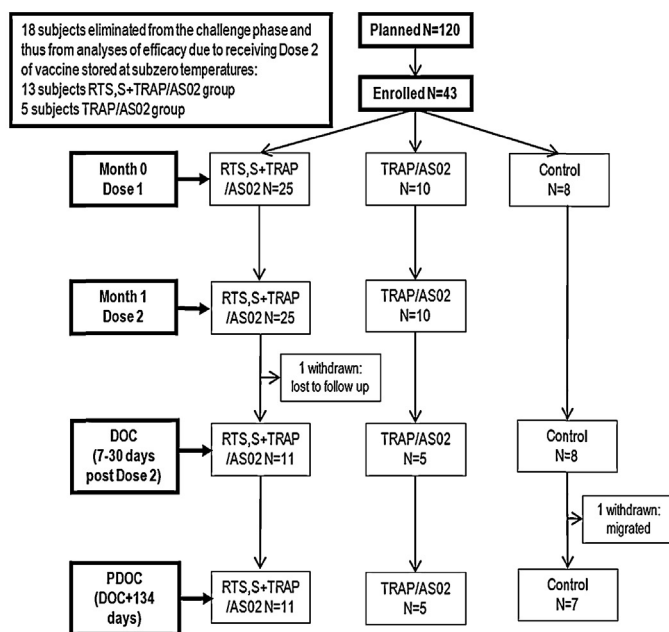 18 subjects eliminated from the challenge phase and
thus from analyses of efficacy due to receiving Dose 2
of vaccine stored at subzero temperatures:
13 subjects RTS,S+TRAP/AS02 group
5 subjects TRAP/AS02 group
Planned N=120
Enrolled N=43
Month 0
Dose 1
RTS,S+TRAP
/AS02 N=25
TRAP/AS02
N=10
Control
N=8
Month 1
Dose 2
RTS,S+TRAP
/AS02 N=25
TRAP/AS02
N=10
1 withdrawn:
lost to follow up
DOC
(7-30 days
post Dose 2)
RTS,S+TRAP
/AS02 N=11
TRAP/AS02
N=5
Control
N=8
1 withdrawn:
migrated
PDOC
(DOC+134
days)
RTS,S+TRAP
/AS02 N=11
TRAP/AS02
N=5
Control
N=7